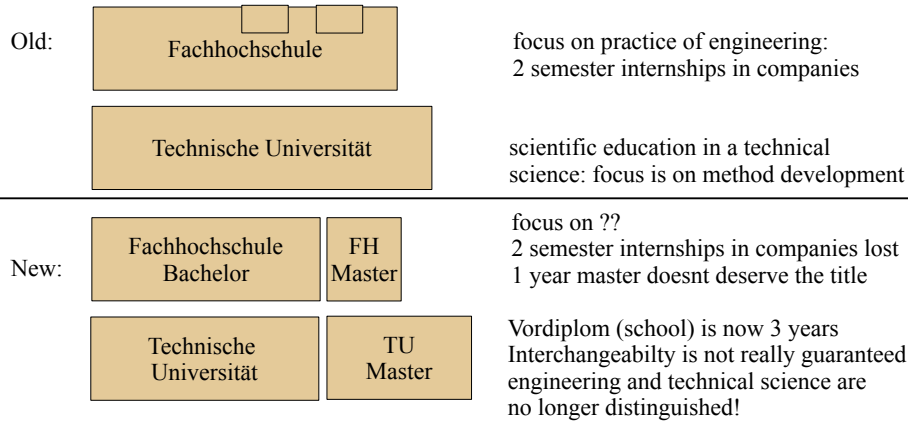 Old:
Fachhochschule
focus on practice of engineering:
2 semester internships in companies
Technische Universität
scientific education in a technical
science: focus is on method development
New:
Fachhochschule
Bachelor
FH
Master
focus on ??
2 semester internships in companies lost
1 year master doesnt deserve the title
Technische
Universität
TU
Master
Vordiplom (school) is now 3 years
Interchangeabilty is not really guaranteed
engineering and technical science are
no longer distinguished!